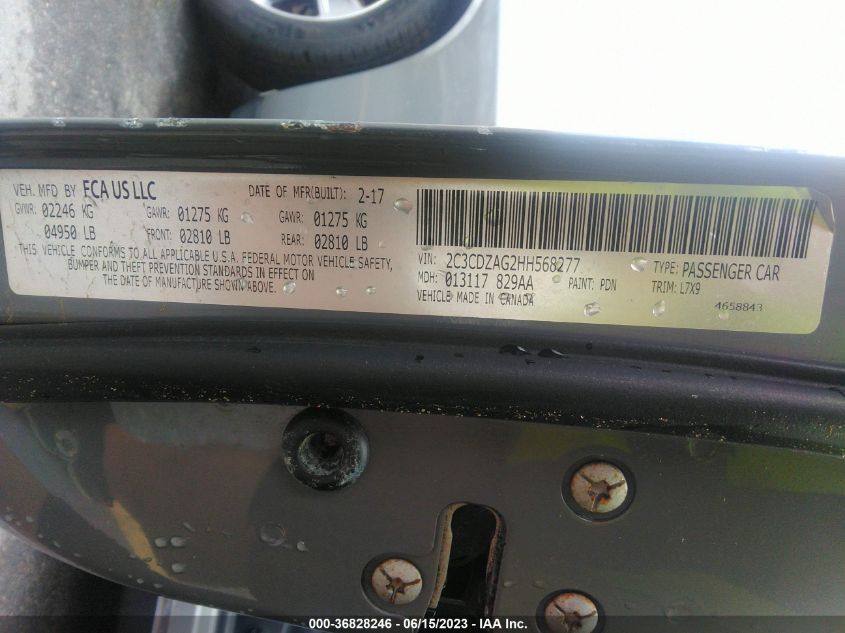 VEH. MFD BY FCA US LLC DATE OF MFR(BUILT): 2-17
GVWR: 02246 KG GAWR: 01275 KG GAWR: 01275 KG
04950 LB FRONT: 02810 LB REAR: 02810 LB
THIS VEHICLE CONFORMS TO ALL APPLICABLE U.S.A. FEDERAL MOTOR VEHICLE SAFETY,
BUMPER AND THEFT PREVENTION STANDARDS IN EFFECT ON
THE DATE OF MANUFACTURE SHOWN ABOVE.
VIN: 2C3CDZAG2HH568277 TYPE: PASSENGER CAR
MDH: 013117 829AA PAINT: PDN TRIM: L7X9
VEHICLE MADE IN CANADA 4658843
000-36828246 - 06/15/2023 - IAA Inc.